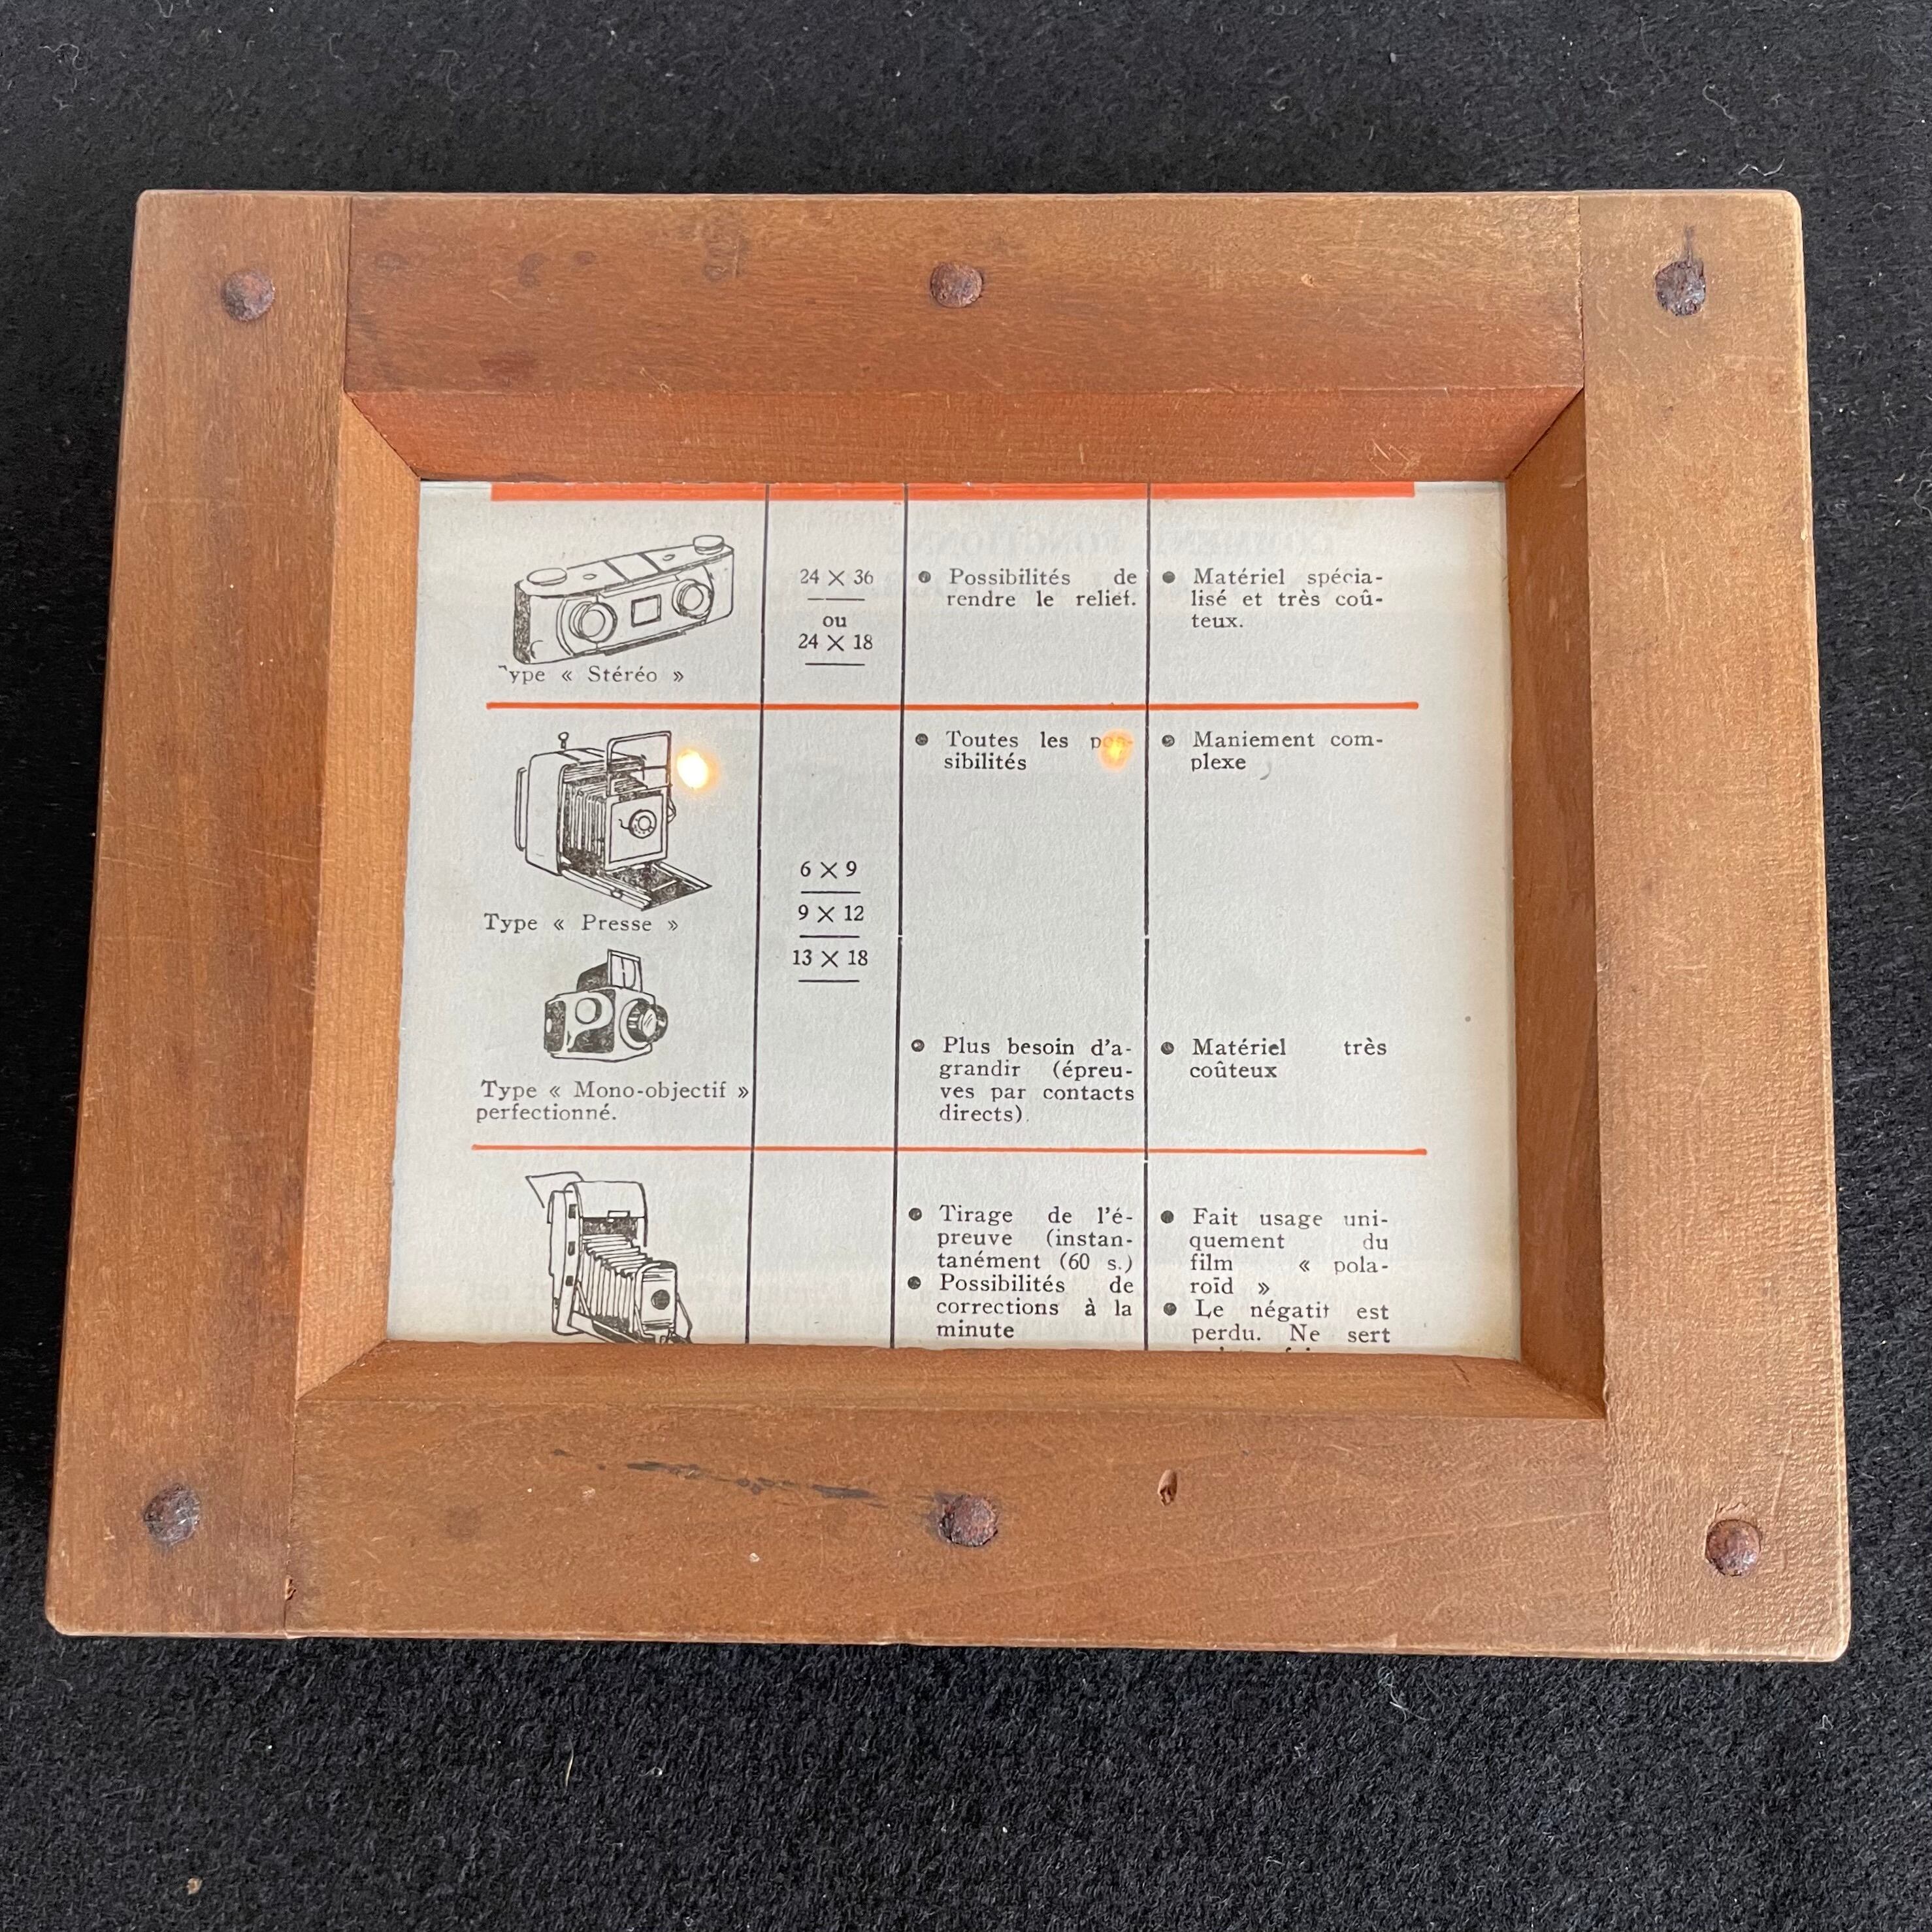 24 × 36
ou
24 × 18
ype « Stéréo »
● Possibilités de
rendre le relief.
● Matériel spécia-
lisé et très coû-
teux.
Type « Presse »
Type « Mono-objectif »
perfectionné.
6 × 9
9 × 12
13 × 18
● Toutes les pos-
sibilités
● Plus besoin d'a-
grandir (épreu-
ves par contacts
directs).
● Maniement com-
plexe
● Matériel très
coûteux
● Tirage de l'é-
preuve (instan-
tanément (60 s.)
● Possibilités de
corrections à la
minute
● Fait usage uni-
quement du
film « pola-
roïd »
● Le négatif est
perdu. Ne sert